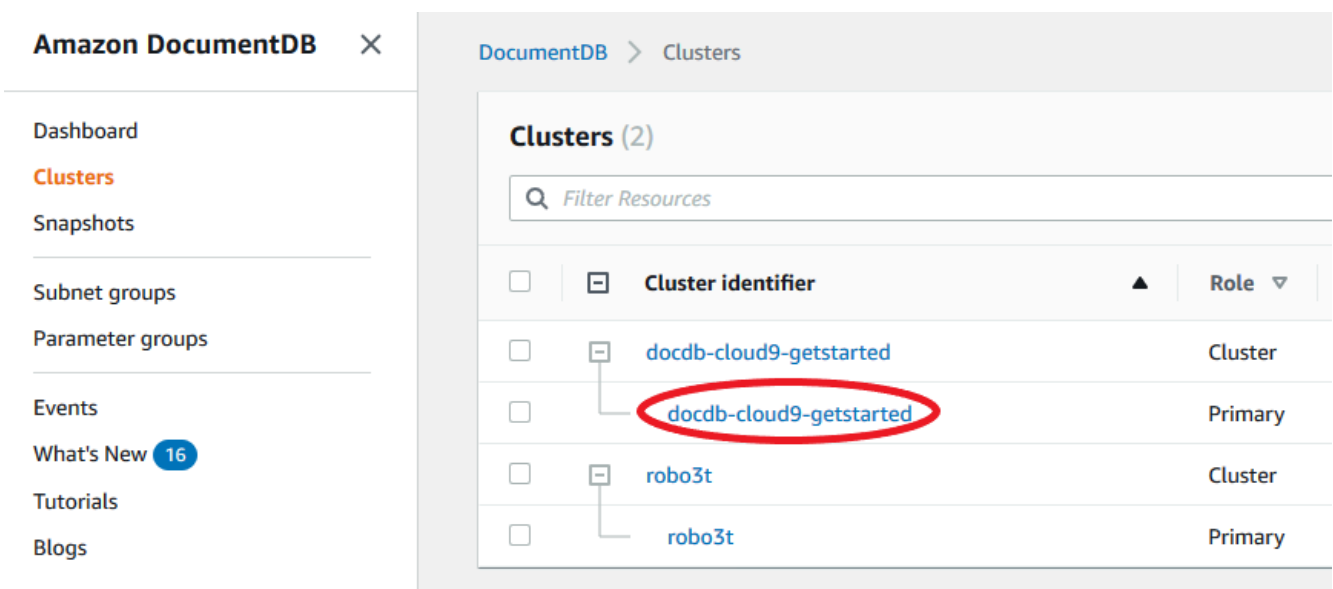 Amazon DocumentDB
Dashboard
Clusters
Snapshots
Subnet groups
Parameter groups
Events
What's New 16
Tutorials
Blogs
DocumentDB > Clusters
Clusters (2)
Filter Resources
Cluster identifier Role
docdb-cloud9-getstarted Cluster
docdb-cloud9-getstarted Primary
robo3t Cluster
robo3t Primary